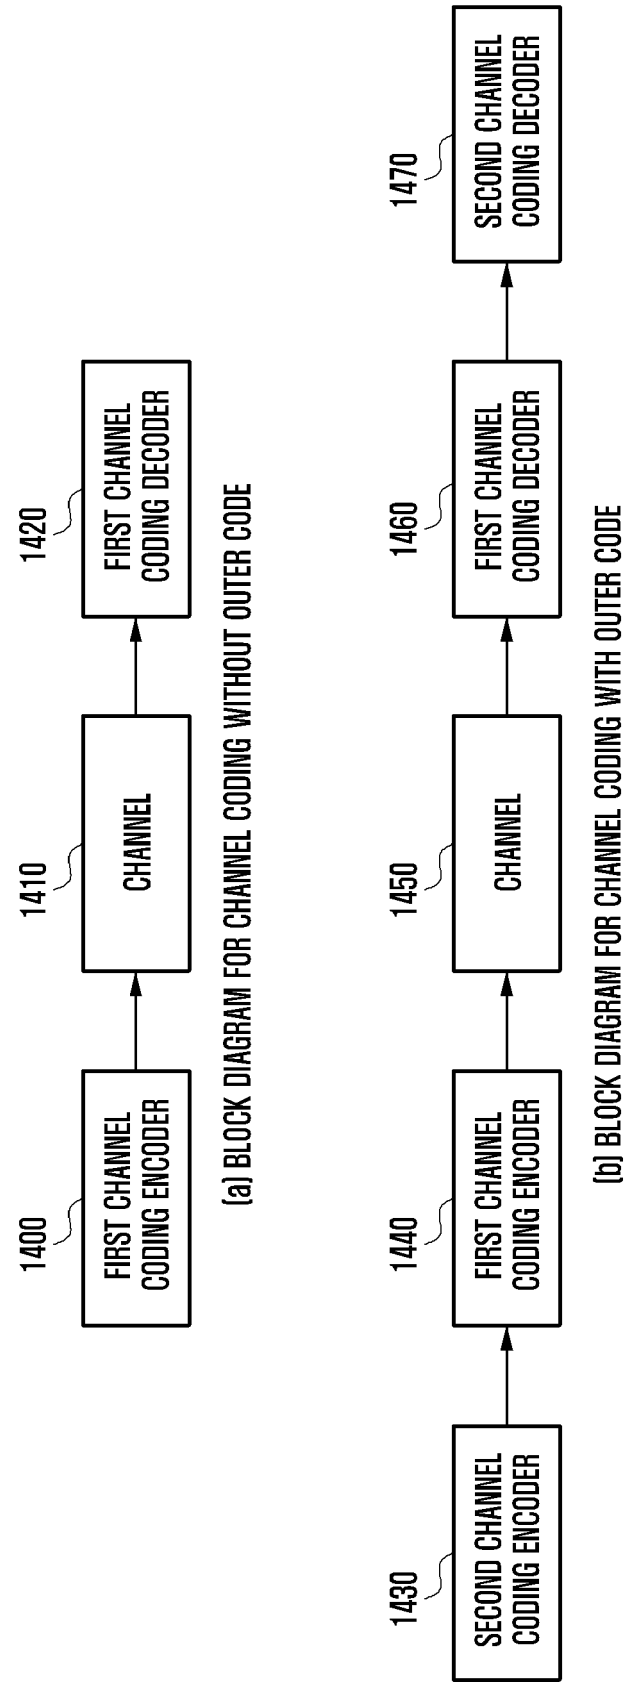 1400
FIRST CHANNEL
CODING ENCODER
1410
CHANNEL
1420
FIRST CHANNEL
CODING DECODER
(a) BLOCK DIAGRAM FOR CHANNEL CODING WITHOUT OUTER CODE
1430
SECOND CHANNEL
CODING ENCODER
1440
FIRST CHANNEL
CODING ENCODER
1450
CHANNEL
1460
FIRST CHANNEL
CODING DECODER
1470
SECOND CHANNEL
CODING DECODER
(b) BLOCK DIAGRAM FOR CHANNEL CODING WITH OUTER CODE